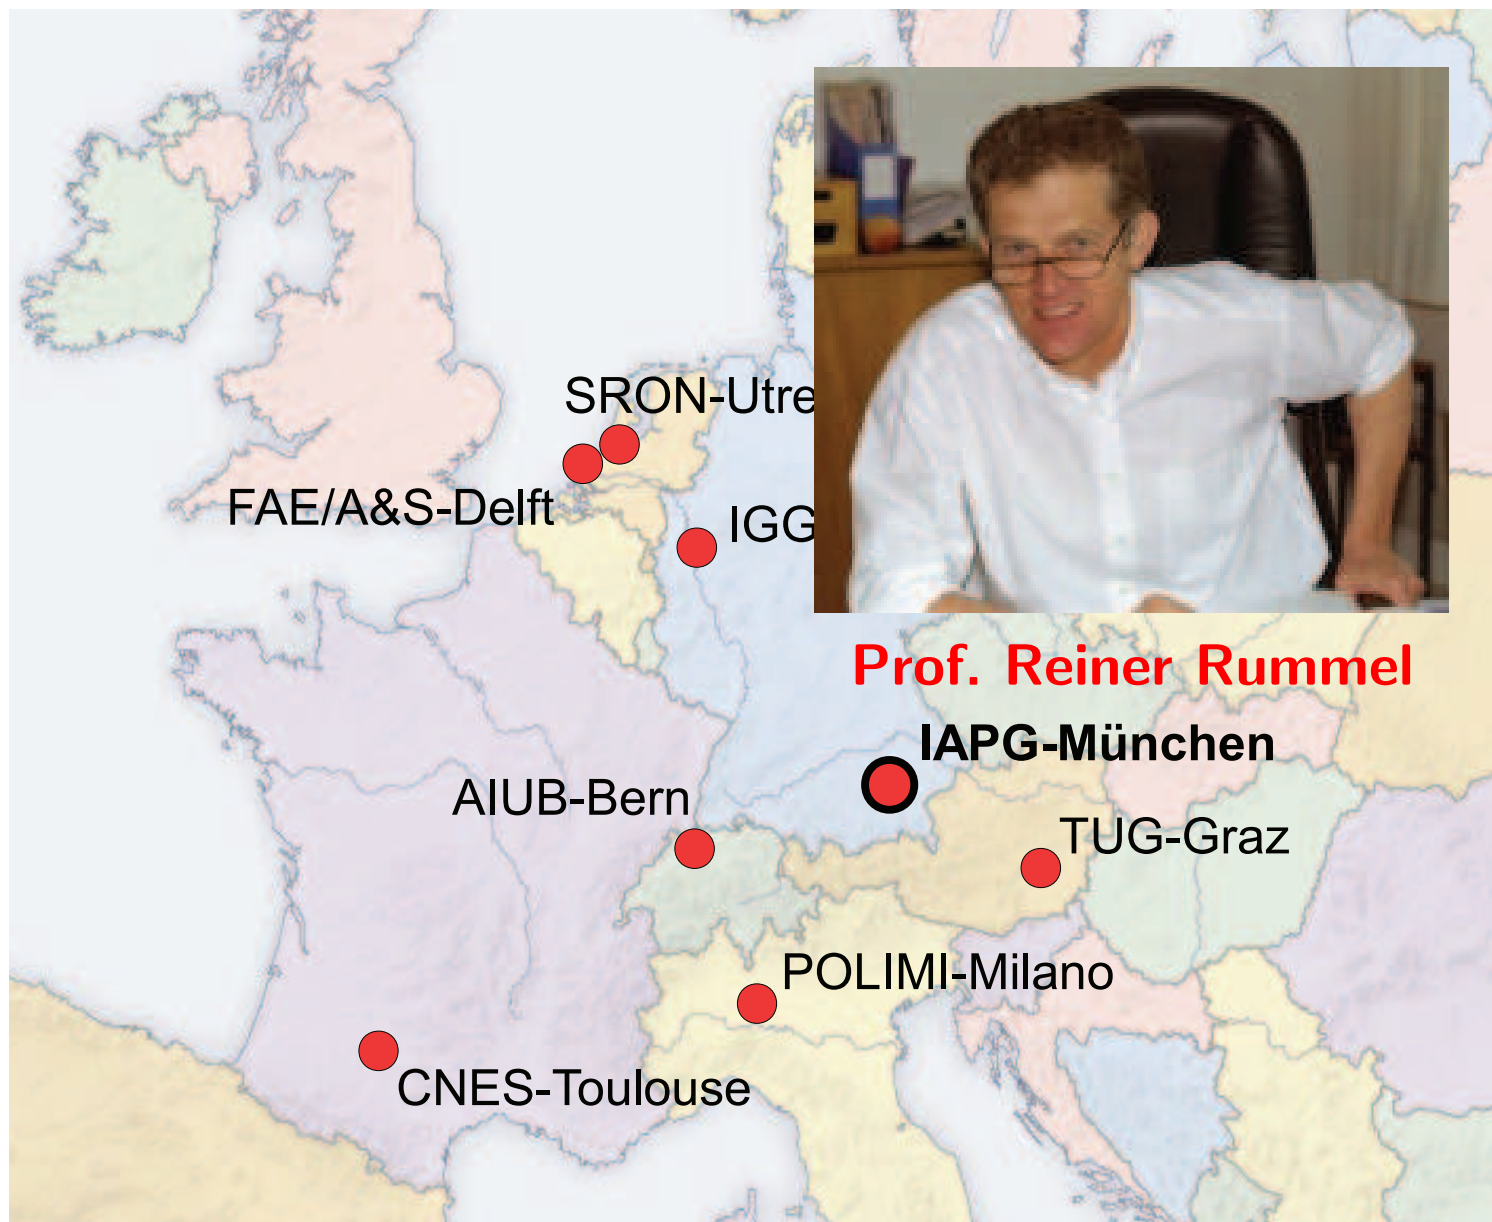 SRON-Utre
FAE/A&S-Delft
IGG
Prof. Reiner Rummel
IAPG-München
AIUB-Bern
TUG-Graz
POLIMI-Milano
CNES-Toulouse